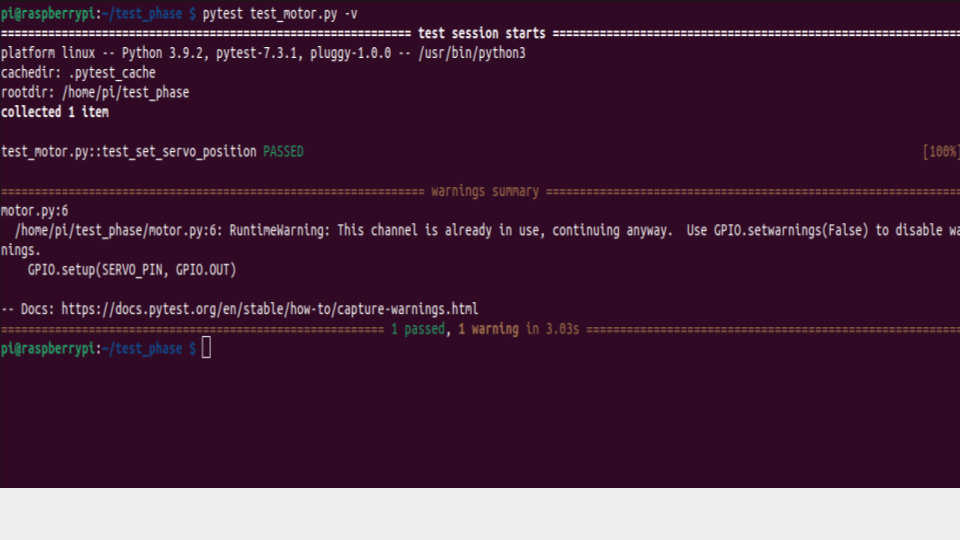 pi@raspberrypi:~/test_phase $ pytest test_motor.py -v
============================================================= test session starts =============================================================
platform linux -- Python 3.9.2, pytest-7.3.1, pluggy-1.0.0 -- /usr/bin/python3
cachedir: .pytest_cache
rootdir: /home/pi/test_phase
collected 1 item
test_motor.py::test_set_servo_position PASSED [100%]
=============================================================== warnings summary ==============================================================
motor.py:6
/home/pi/test_phase/motor.py:6: RuntimeWarning: This channel is already in use, continuing anyway.  Use GPIO.setwarnings(False) to disable wa
nings.
GPIO.setup(SERVO_PIN, GPIO.OUT)
-- Docs: https://docs.pytest.org/en/stable/how-to/capture-warnings.html
========================================================= 1 passed, 1 warning in 3.03s ========================================================
pi@raspberrypi:~/test_phase $